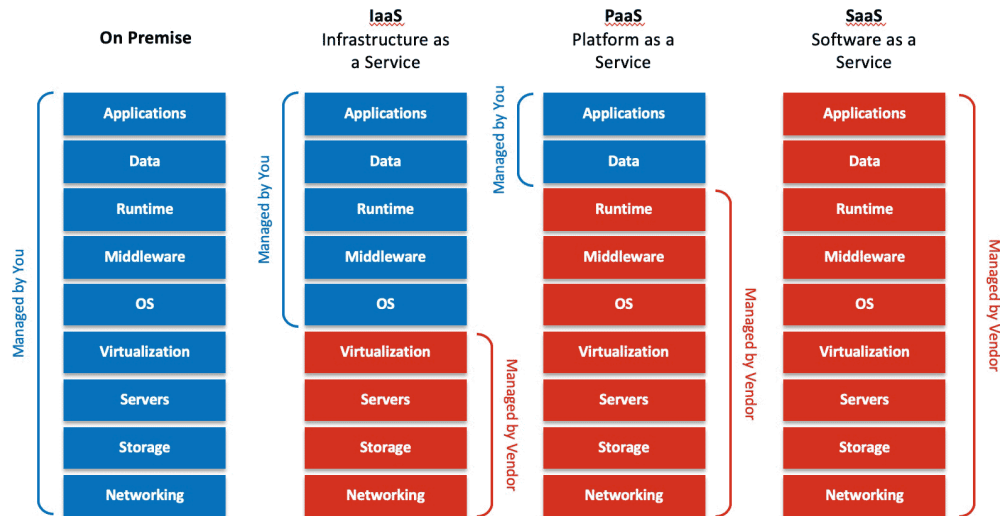 On Premise
IaaS
Infrastructure as
a Service
PaaS
Platform as a
Service
SaaS
Software as a
Service
Managed by You
Applications
Data
Runtime
Middleware
OS
Virtualization
Servers
Storage
Networking
Managed by You
Applications
Data
Runtime
Middleware
OS
Virtualization
Servers
Storage
Networking
Managed by Vendor
Managed by You
Applications
Data
Runtime
Middleware
OS
Virtualization
Servers
Storage
Networking
Managed by Vendor
Applications
Data
Runtime
Middleware
OS
Virtualization
Servers
Storage
Networking
Managed by Vendor